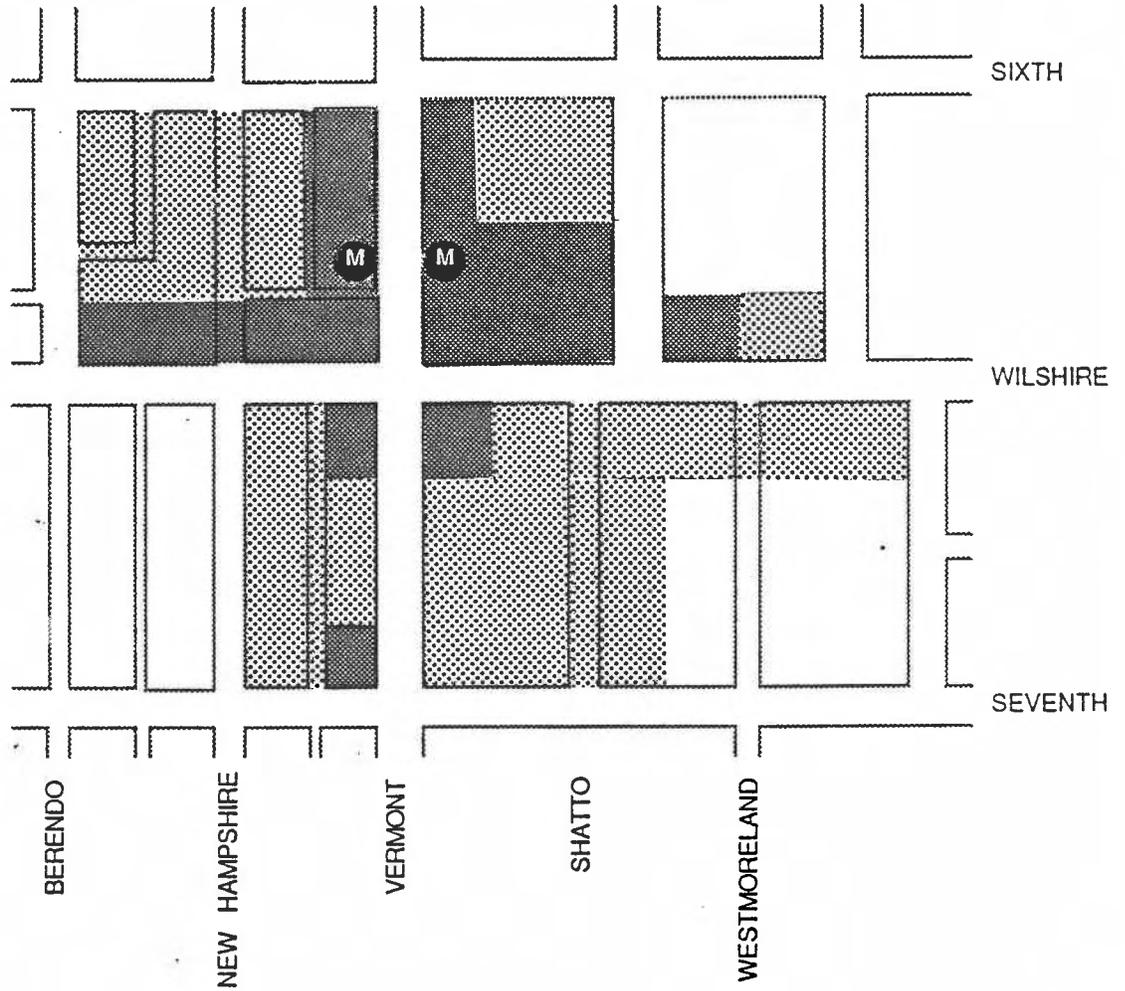 SIXTH
M
M
WILSHIRE
SEVENTH
BERENDO
NEW HAMPSHIRE
VERMONT
SHATTO
WESTMORELAND